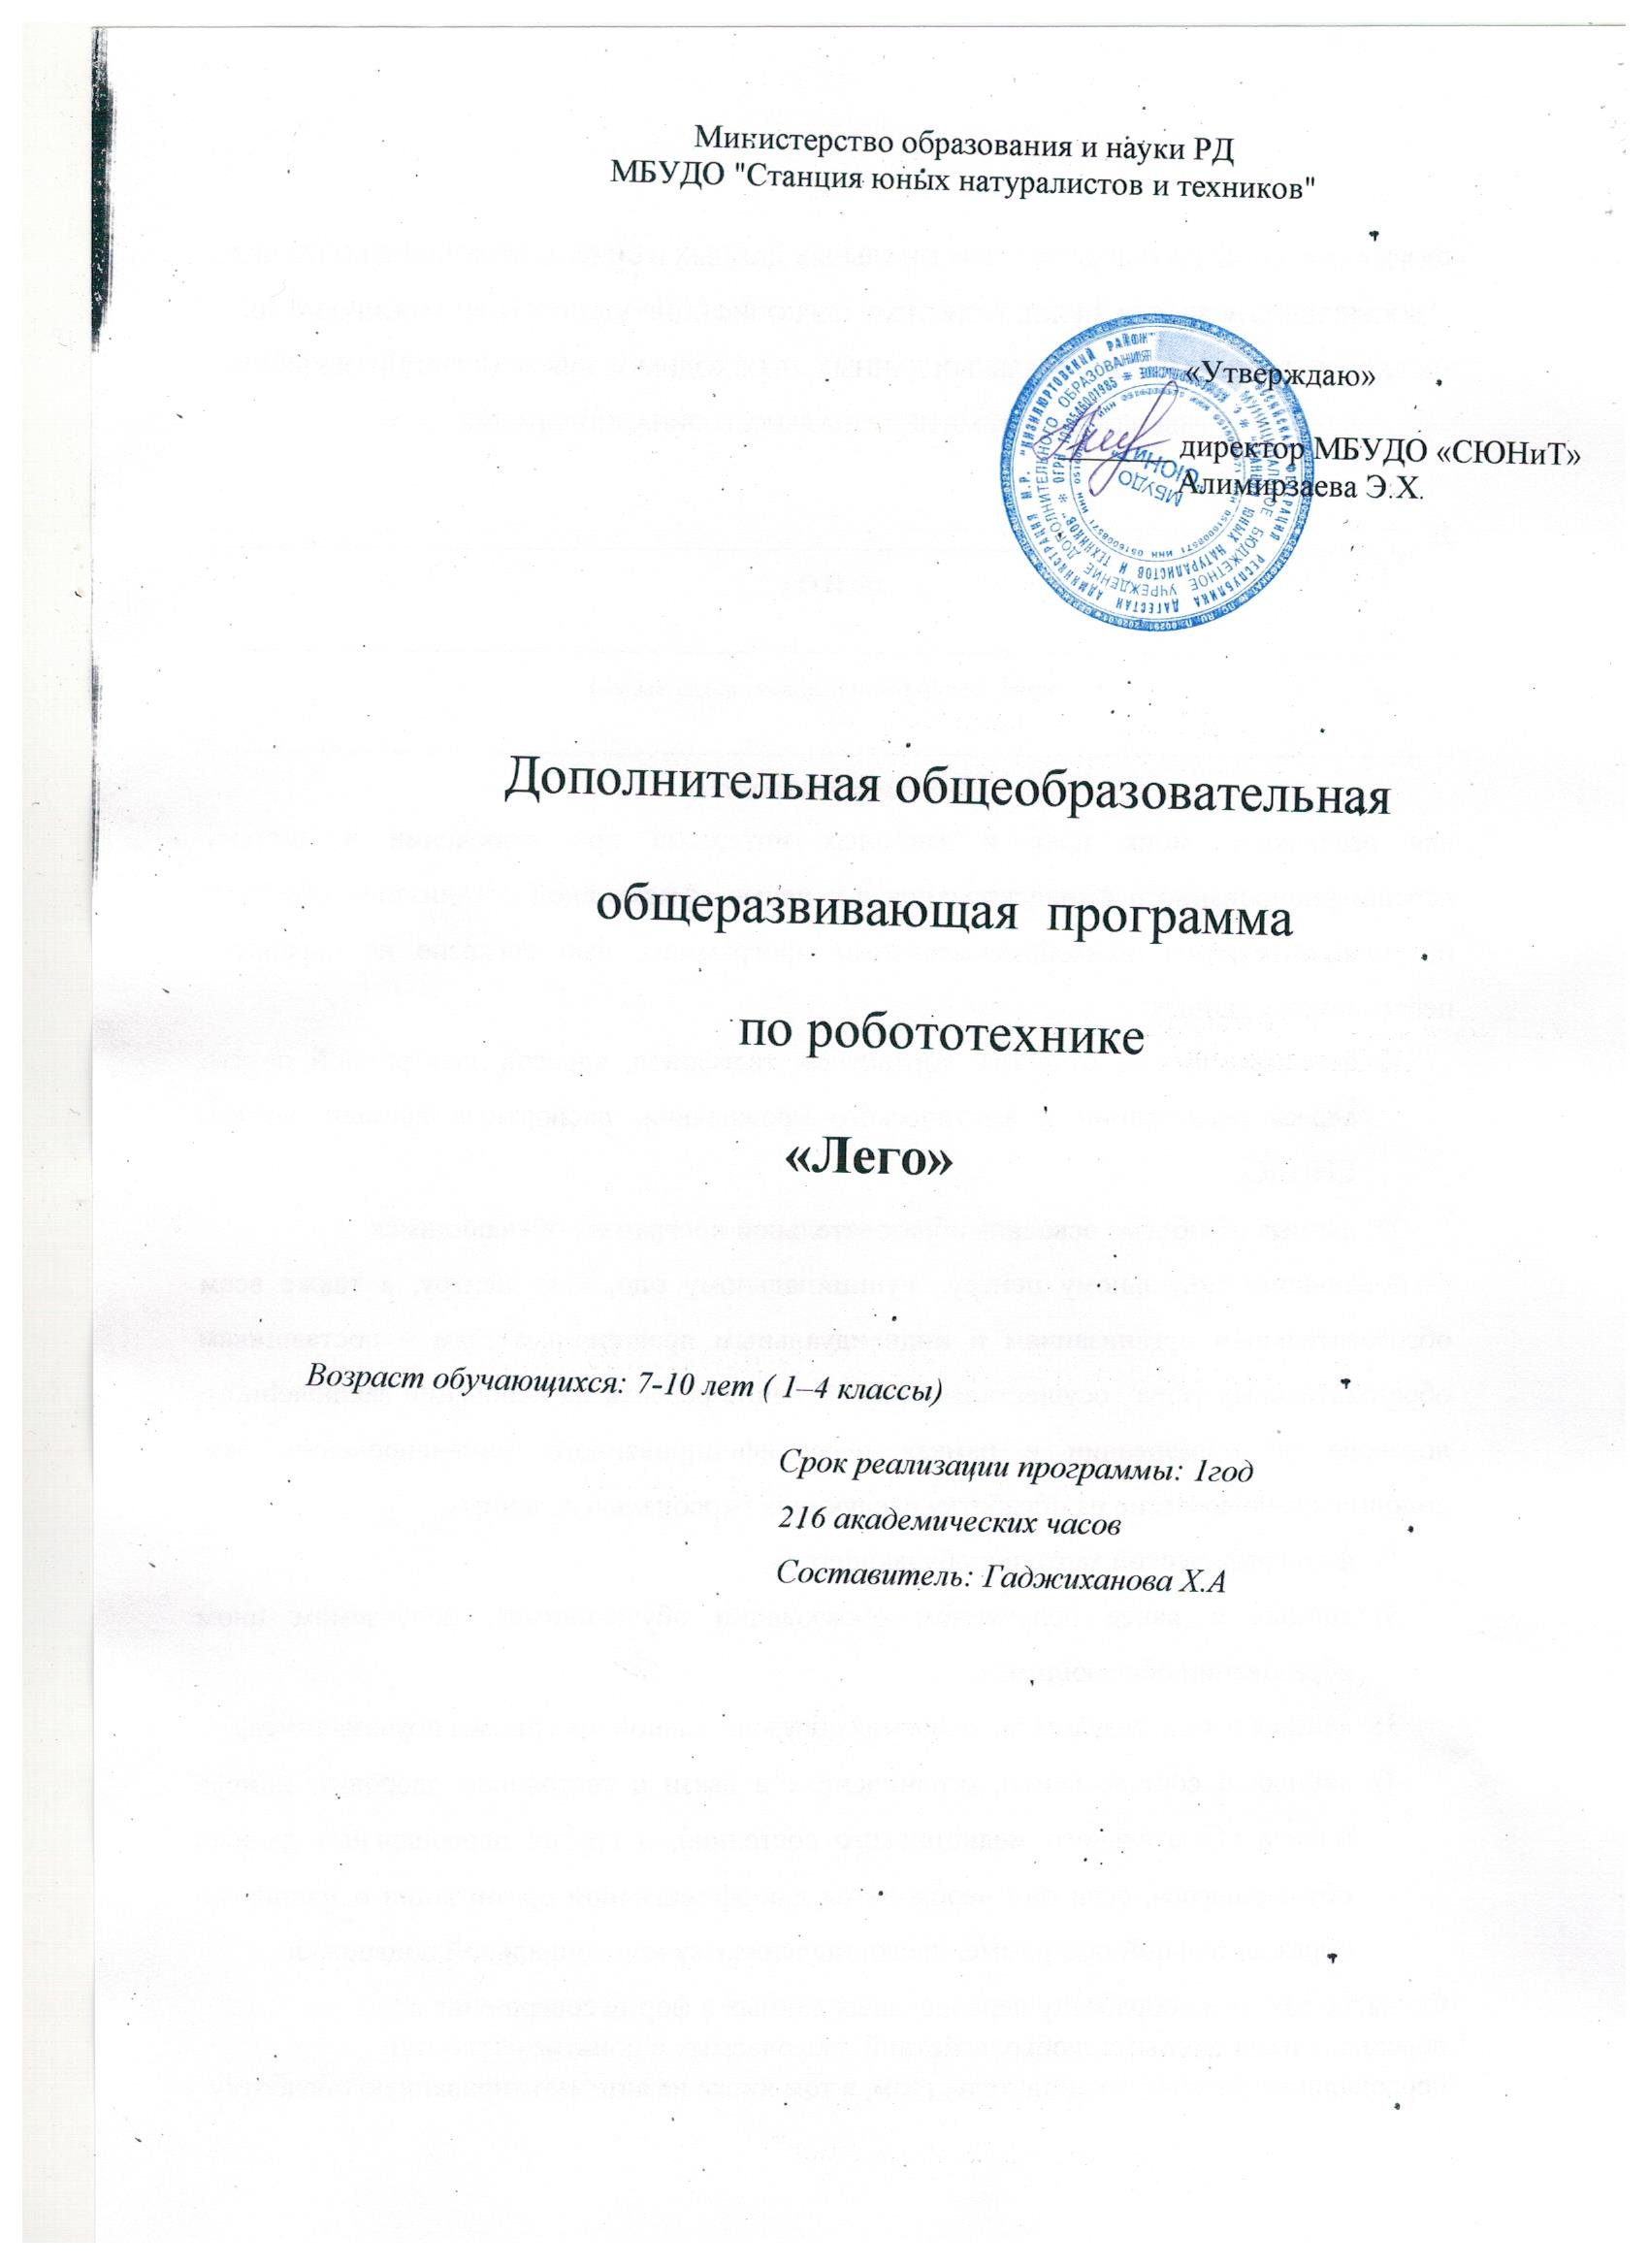 Министерство образования и науки РД
МБУДО "Станция юных натуралистов и техников"
«Утверждаю»
директор МБУДО «СЮНиТ»
Алимирзаева Э.Х.
МБУДО
Дополнительная общеобразовательная
общеразвивающая программа
по робототехнике
«Лего»
Возраст обучающихся: 7-10 лет ( 1–4 классы)
Срок реализации программы: 1год
216 академических часов
Составитель: Гаджиханова Х.А